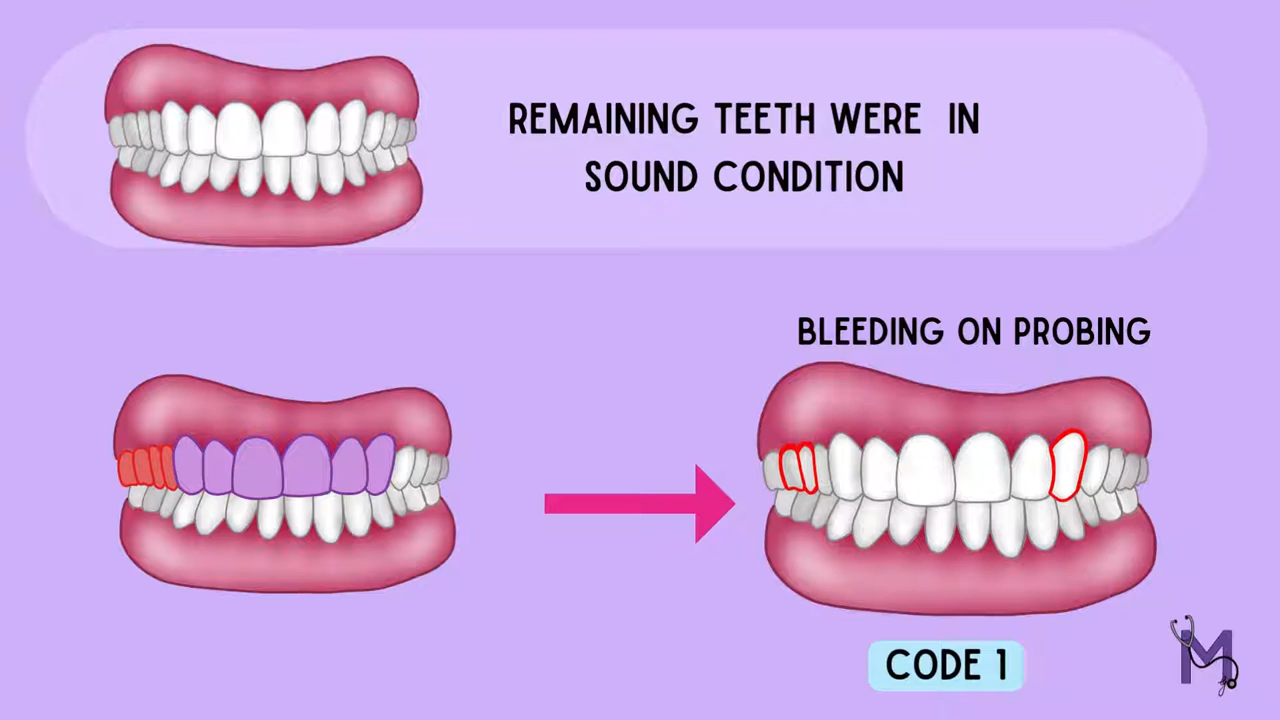 REMAINING TEETH WERE IN
SOUND CONDITION
BLEEDING ON PROBING
CODE 1
M